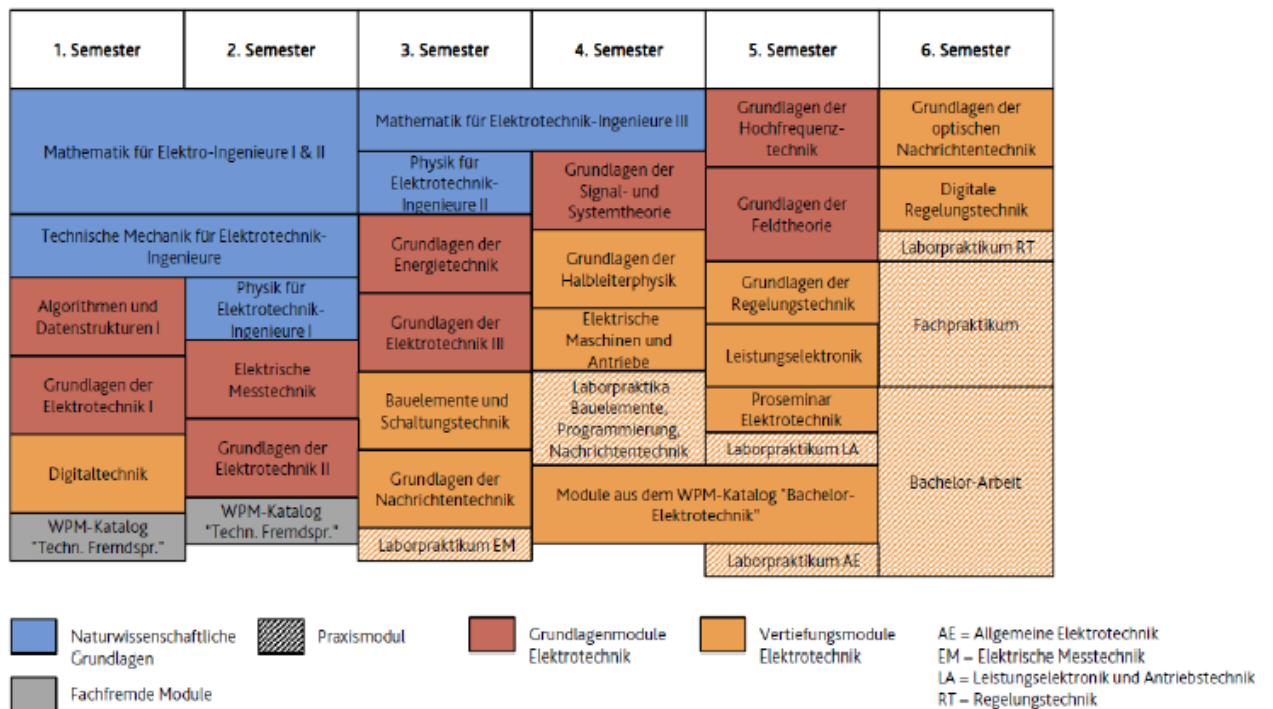 1. Semester
2. Semester
3. Semester
4. Semester
5. Semester
6. Semester
Mathematik für Elektro-Ingenieure I & II
Technische Mechanik für Elektrotechnik-
Ingenieure
Algorithmen und
Datenstrukturen I
Grundlagen der
Elektrotechnik I
Digitaltechnik
WPM-Katalog
"Techn. Fremdspr."
Physik für
Elektrotechnik-
Ingenieure I
Elektrische
Messtechnik
Grundlagen der
Elektrotechnik II
WPM-Katalog
"Techn. Fremdspr."
Mathematik für Elektrotechnik-Ingenieure III
Physik für
Elektrotechnik-
Ingenieure II
Grundlagen der
Energietechnik
Grundlagen der
Elektrotechnik III
Bauelemente und
Schaltungstechnik
Grundlagen der
Nachrichtentechnik
Laborpraktikum EM
Grundlagen der
Signal- und
Systemtheorie
Grundlagen der
Halbleiterphysik
Elektrische
Maschinen und
Antriebe
Laborpraktika
Bauelemente,
Programmierung,
Nachrichtentechnik
Module aus dem WPM-Katalog "Bachelor-
Elektrotechnik"
Grundlagen der
Hochfrequenz-
technik
Grundlagen der
Feldtheorie
Grundlagen der
Regelungstechnik
Leistungselektronik
Proseminar
Elektrotechnik
Laborpraktikum LA
Laborpraktikum AE
Grundlagen der
optischen
Nachrichtentechnik
Digitale
Regelungstechnik
Laborpraktikum RT
Fachpraktikum
Bachelor-Arbeit
Naturwissenschaftliche
Grundlagen
Fachfremde Module
Praxismodul
Grundlagenmodule
Elektrotechnik
Vertiefungsmodule
Elektrotechnik
AE = Allgemeine Elektrotechnik
EM = Elektrische Messtechnik
LA = Leistungselektronik und Antriebstechnik
RT = Regelungstechnik